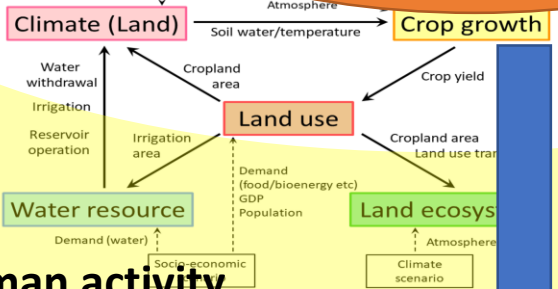 Atmosphere
Climate (Land)
Crop growth
Soil water/temperature
Water
withdrawal
Irrigation
Reservoir
operation
Cropland
area
Crop yield
Land use
Irrigation
area
Cropland area
Land use
Demand
(food/bioenergy etc)
GDP
Population
Water resource
Land
Demand (water)
Atmosphere
Socio-economic
Climate
scenario
activity